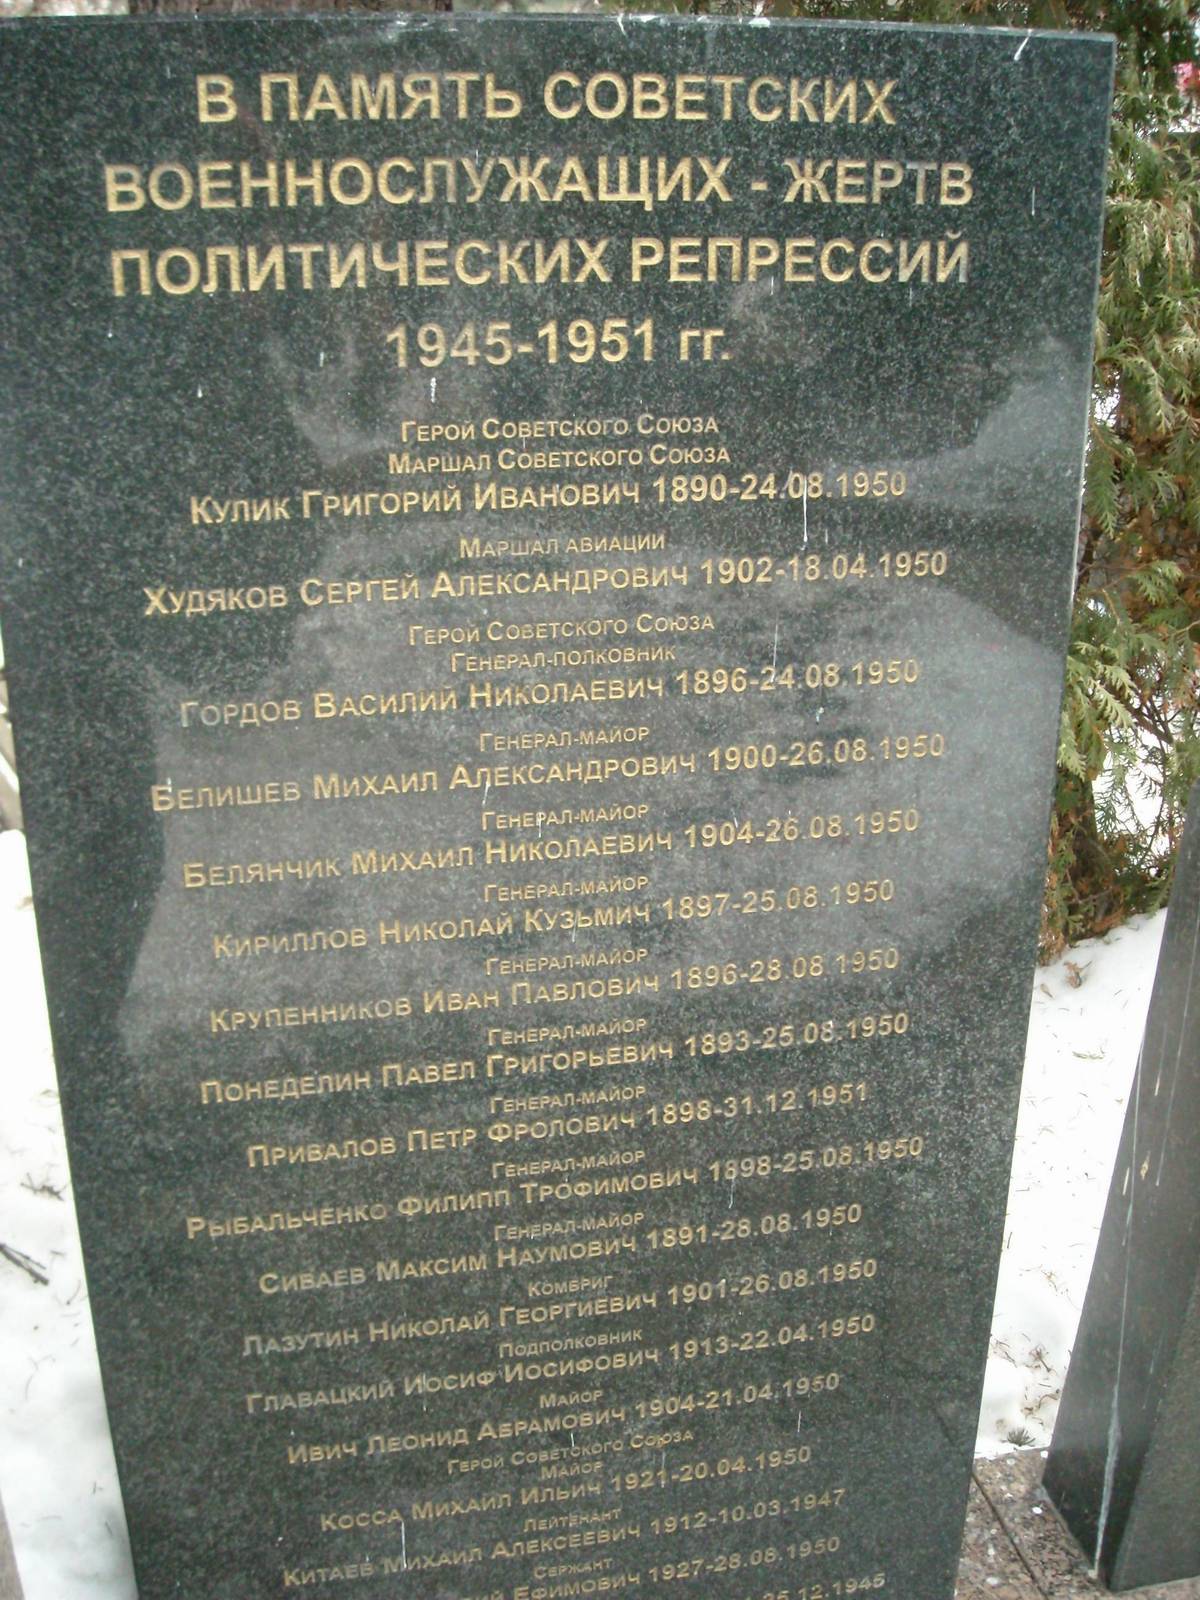 В ПАМЯТЬ СОВЕТСКИХ
ВОЕННОСЛУЖАЩИХ - ЖЕРТВ
ПОЛИТИЧЕСКИХ РЕПРЕССИЙ
1945-1951 гг.
ГЕРОЙ СОВЕТСКОГО СОЮЗА
МАРШАЛ СОВЕТСКОГО СОЮЗА
КУЛИК ГРИГОРИЙ ИВАНОВИЧ 1890-24.08.1950
МАРШАЛ АВИАЦИИ
ХУДЯКОВ СЕРГЕЙ АЛЕКСАНДРОВИЧ 1902-18.04.1950
ГЕРОЙ СОВЕТСКОГО СОЮЗА
ГЕНЕРАЛ-ПОЛКОВНИК
ГОРДОВ ВАСИЛИЙ НИКОЛАЕВИЧ 1896-24.08.1950
ГЕНЕРАЛ-МАЙОР
БЕЛИШЕВ МИХАИЛ АЛЕКСАНДРОВИЧ 1900-26.08.1950
ГЕНЕРАЛ-МАЙОР
БЕЛЯНЧИК МИХАИЛ НИКОЛАЕВИЧ 1904-26.08.1950
ГЕНЕРАЛ-МАЙОР
КИРИЛЛОВ НИКОЛАЙ КУЗЬМИЧ 1897-25.08.1950
ГЕНЕРАЛ-МАЙОР
КРУПЕННИКОВ ИВАН ПАВЛОВИЧ 1896-28.08.1950
ГЕНЕРАЛ-МАЙОР
ПОНЕДЕЛИН ПАВЕЛ ГРИГОРЬЕВИЧ 1893-25.08.1950
ГЕНЕРАЛ-МАЙОР
ПРИВАЛОВ ПЕТР ФРОЛОВИЧ 1898-31.12.1951
ГЕНЕРАЛ-МАЙОР
РЫБАЛЬЧЕНКО ФИЛИПП ТРОФИМОВИЧ 1898-25.08.1950
ГЕНЕРАЛ-МАЙОР
СИВАЕВ МАКСИМ НАУМОВИЧ 1891-28.08.1950
КОМБРИГ
ЛАЗУТИН НИКОЛАЙ ГЕОРГИЕВИЧ 1901-26.08.1950
ПОДПОЛКОВНИК
ГЛАВАЦКИЙ ИОСИФ ИОСИФОВИЧ 1913-22.04.1950
МАЙОР
ИВИЧ ЛЕОНИД АБРАМОВИЧ 1904-21.04.1950
ГЕРОЙ СОВЕТСКОГО СОЮЗА
МАЙОР
КОССА МИХАИЛ ИЛЬИЧ 1921-20.04.1950
ЛЕЙТЕНАНТ
КИТАЕВ МИХАИЛ АЛЕКСЕЕВИЧ 1912-10.03.1947
СЕРЖАНТ
ЕФИМОВИЧ 1927-28.08.1950
25.12.1945